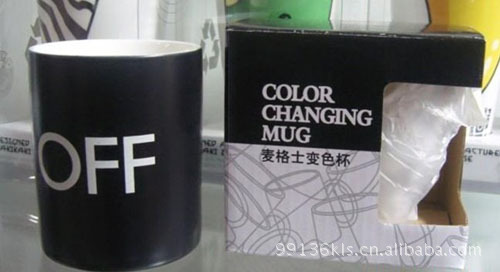 OFF
COLOR
CHANGING
MUG
麦格士变色杯
99136kls.cn.alibaba.com